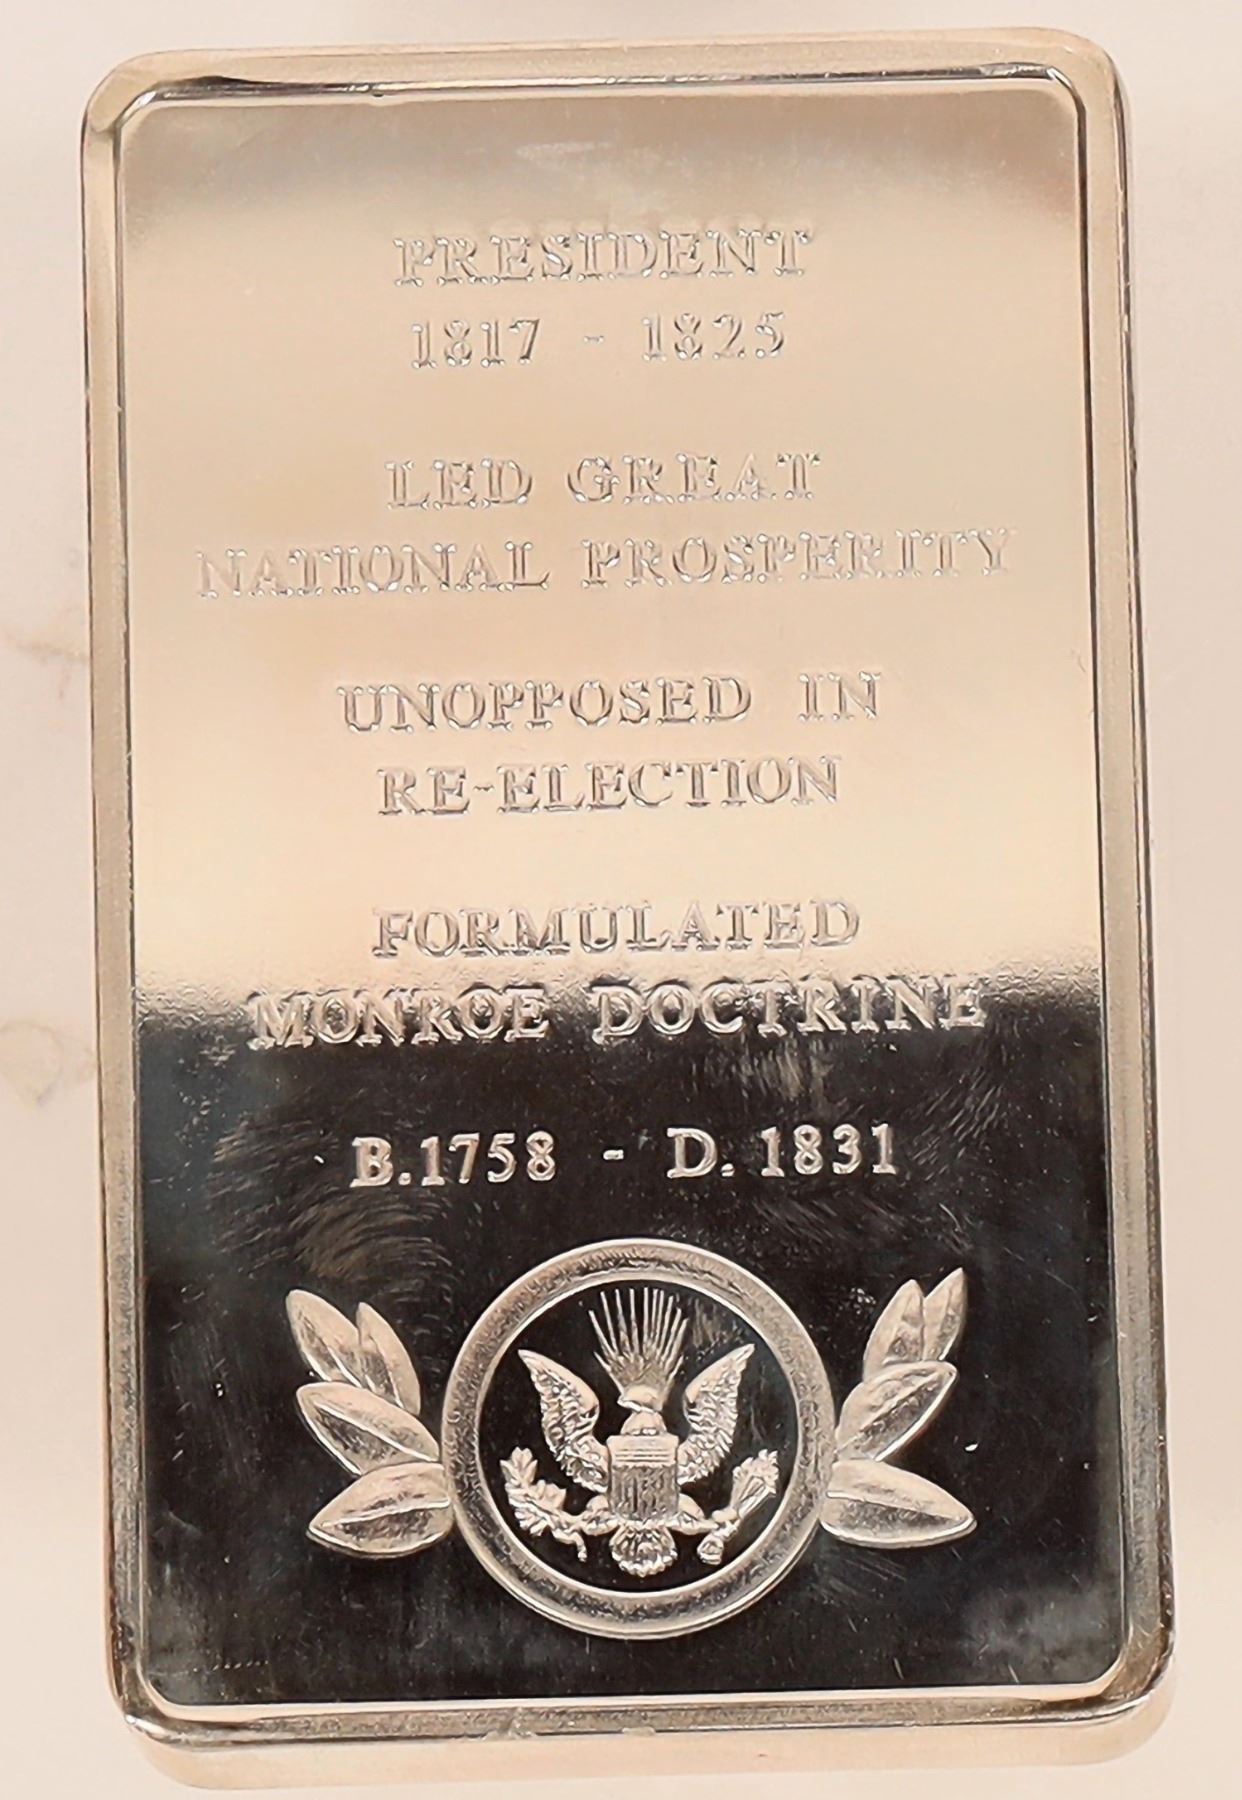 PRESIDENT
1817 - 1825
LED GREAT
NATIONAL PROSPERITY
UNOPPOSED IN
RE-ELECTION
FORMULATED
MONROE DOCTRINE
B.1758 - D. 1831